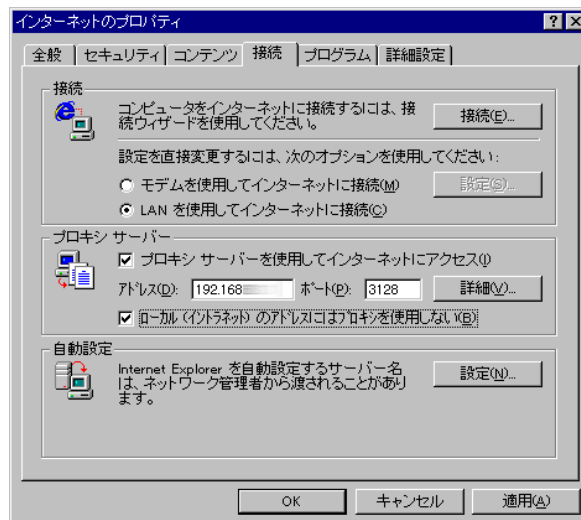 インターネットのプロパティ
全般 セキュリティ コンテンツ 接続 プログラム 詳細設定
接続
コンピュータをインターネットに接続するには、接
続ウィザードを使用してください。
接続(E)...
設定を直接変更するには、次のオプションを使用してください:
モデムを使用してインターネットに接続(M)
設定(S)...
LAN を使用してインターネットに接続(C)
プロキシ サーバー
プロキシ サーバーを使用してインターネットにアクセス(I)
アドレス(D): 192.168 ポート(P): 3128 詳細(V)...
ローカル (イントラネット) のアドレスにはプロキシを使用しない(B)
自動設定
Internet Explorer を自動設定するサーバー名
は、ネットワーク管理者から渡されることがあり
ます。
設定(N)...
OK キャンセル 適用(A)